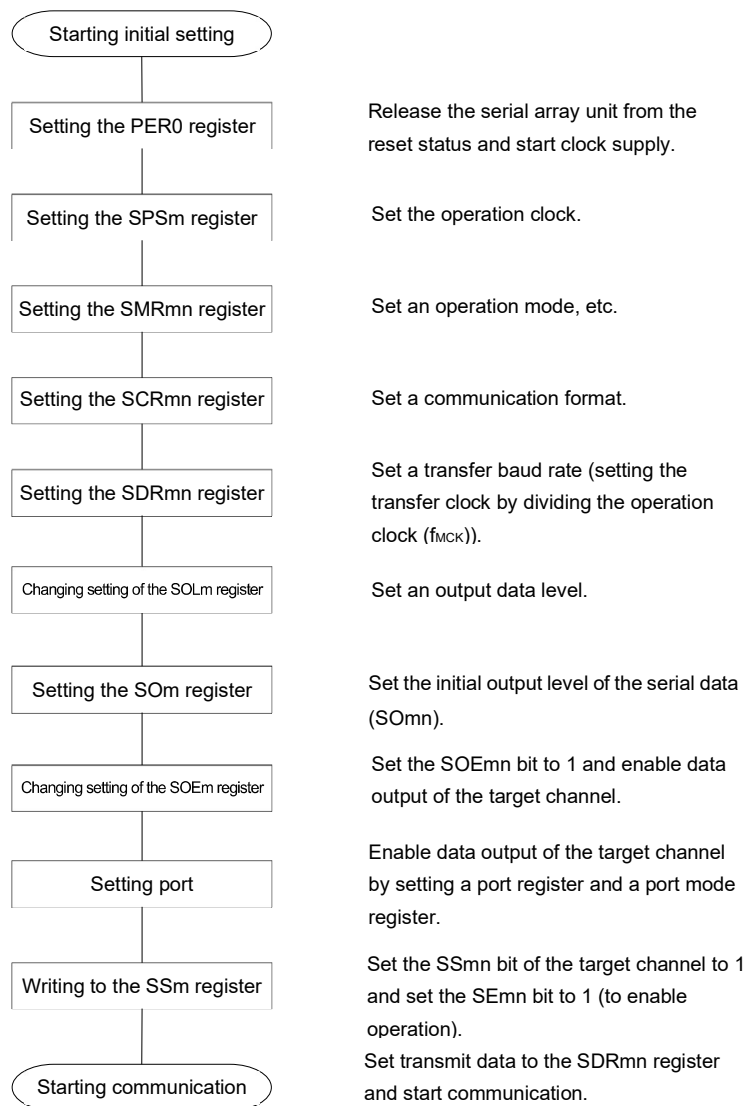 Starting initial setting
Setting the PER0 register
Release the serial array unit from the
reset status and start clock supply.
Setting the SPSm register
Set the operation clock.
Setting the SMRmn register
Set an operation mode, etc.
Setting the SCRmn register
Set a communication format.
Setting the SDRmn register
Set a transfer baud rate (setting the
transfer clock by dividing the operation
clock (fMCK)).
Changing setting of the SOLm register
Set an output data level.
Setting the SOm register
Set the initial output level of the serial data
(SOmn).
Changing setting of the SOEm register
Set the SOEmn bit to 1 and enable data
output of the target channel.
Setting port
Enable data output of the target channel
by setting a port register and a port mode
register.
Writing to the SSm register
Set the SSmn bit of the target channel to 1
and set the SEmn bit to 1 (to enable
operation).
Starting communication
Set transmit data to the SDRmn register
and start communication.